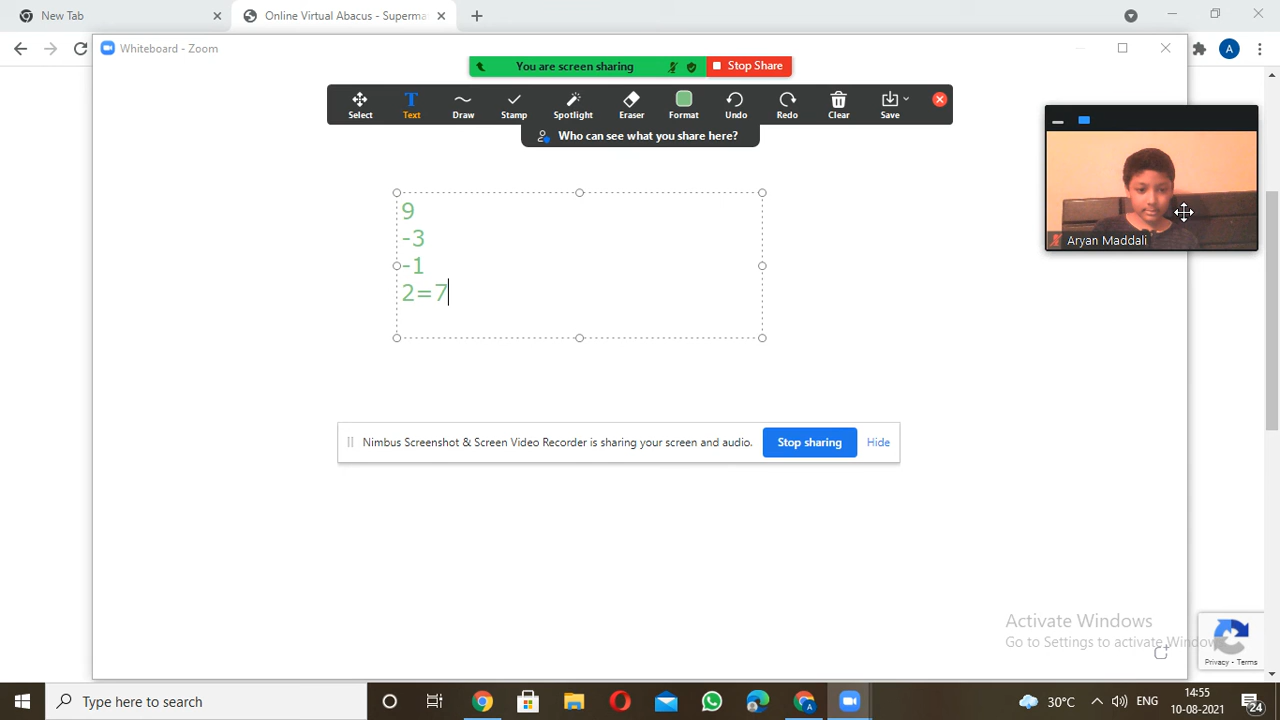 New Tab
Online Virtual Abacus - Superma
A
Whiteboard - Zoom
You are screen sharing
Stop Share
Select
Text
Draw
Stamp
Spotlight
Eraser
Format
Undo
Redo
Clear
Save
Who can see what you share here?
9
-3
-1
2=7
Aryan Maddali
Nimbus Screenshot & Screen Video Recorder is sharing your screen and audio.
Stop sharing
Hide
Activate Windows
Go to Settings to activate Windows
Privacy - Terms
Type here to search
30°C
ENG
14:55
10-08-2021
24